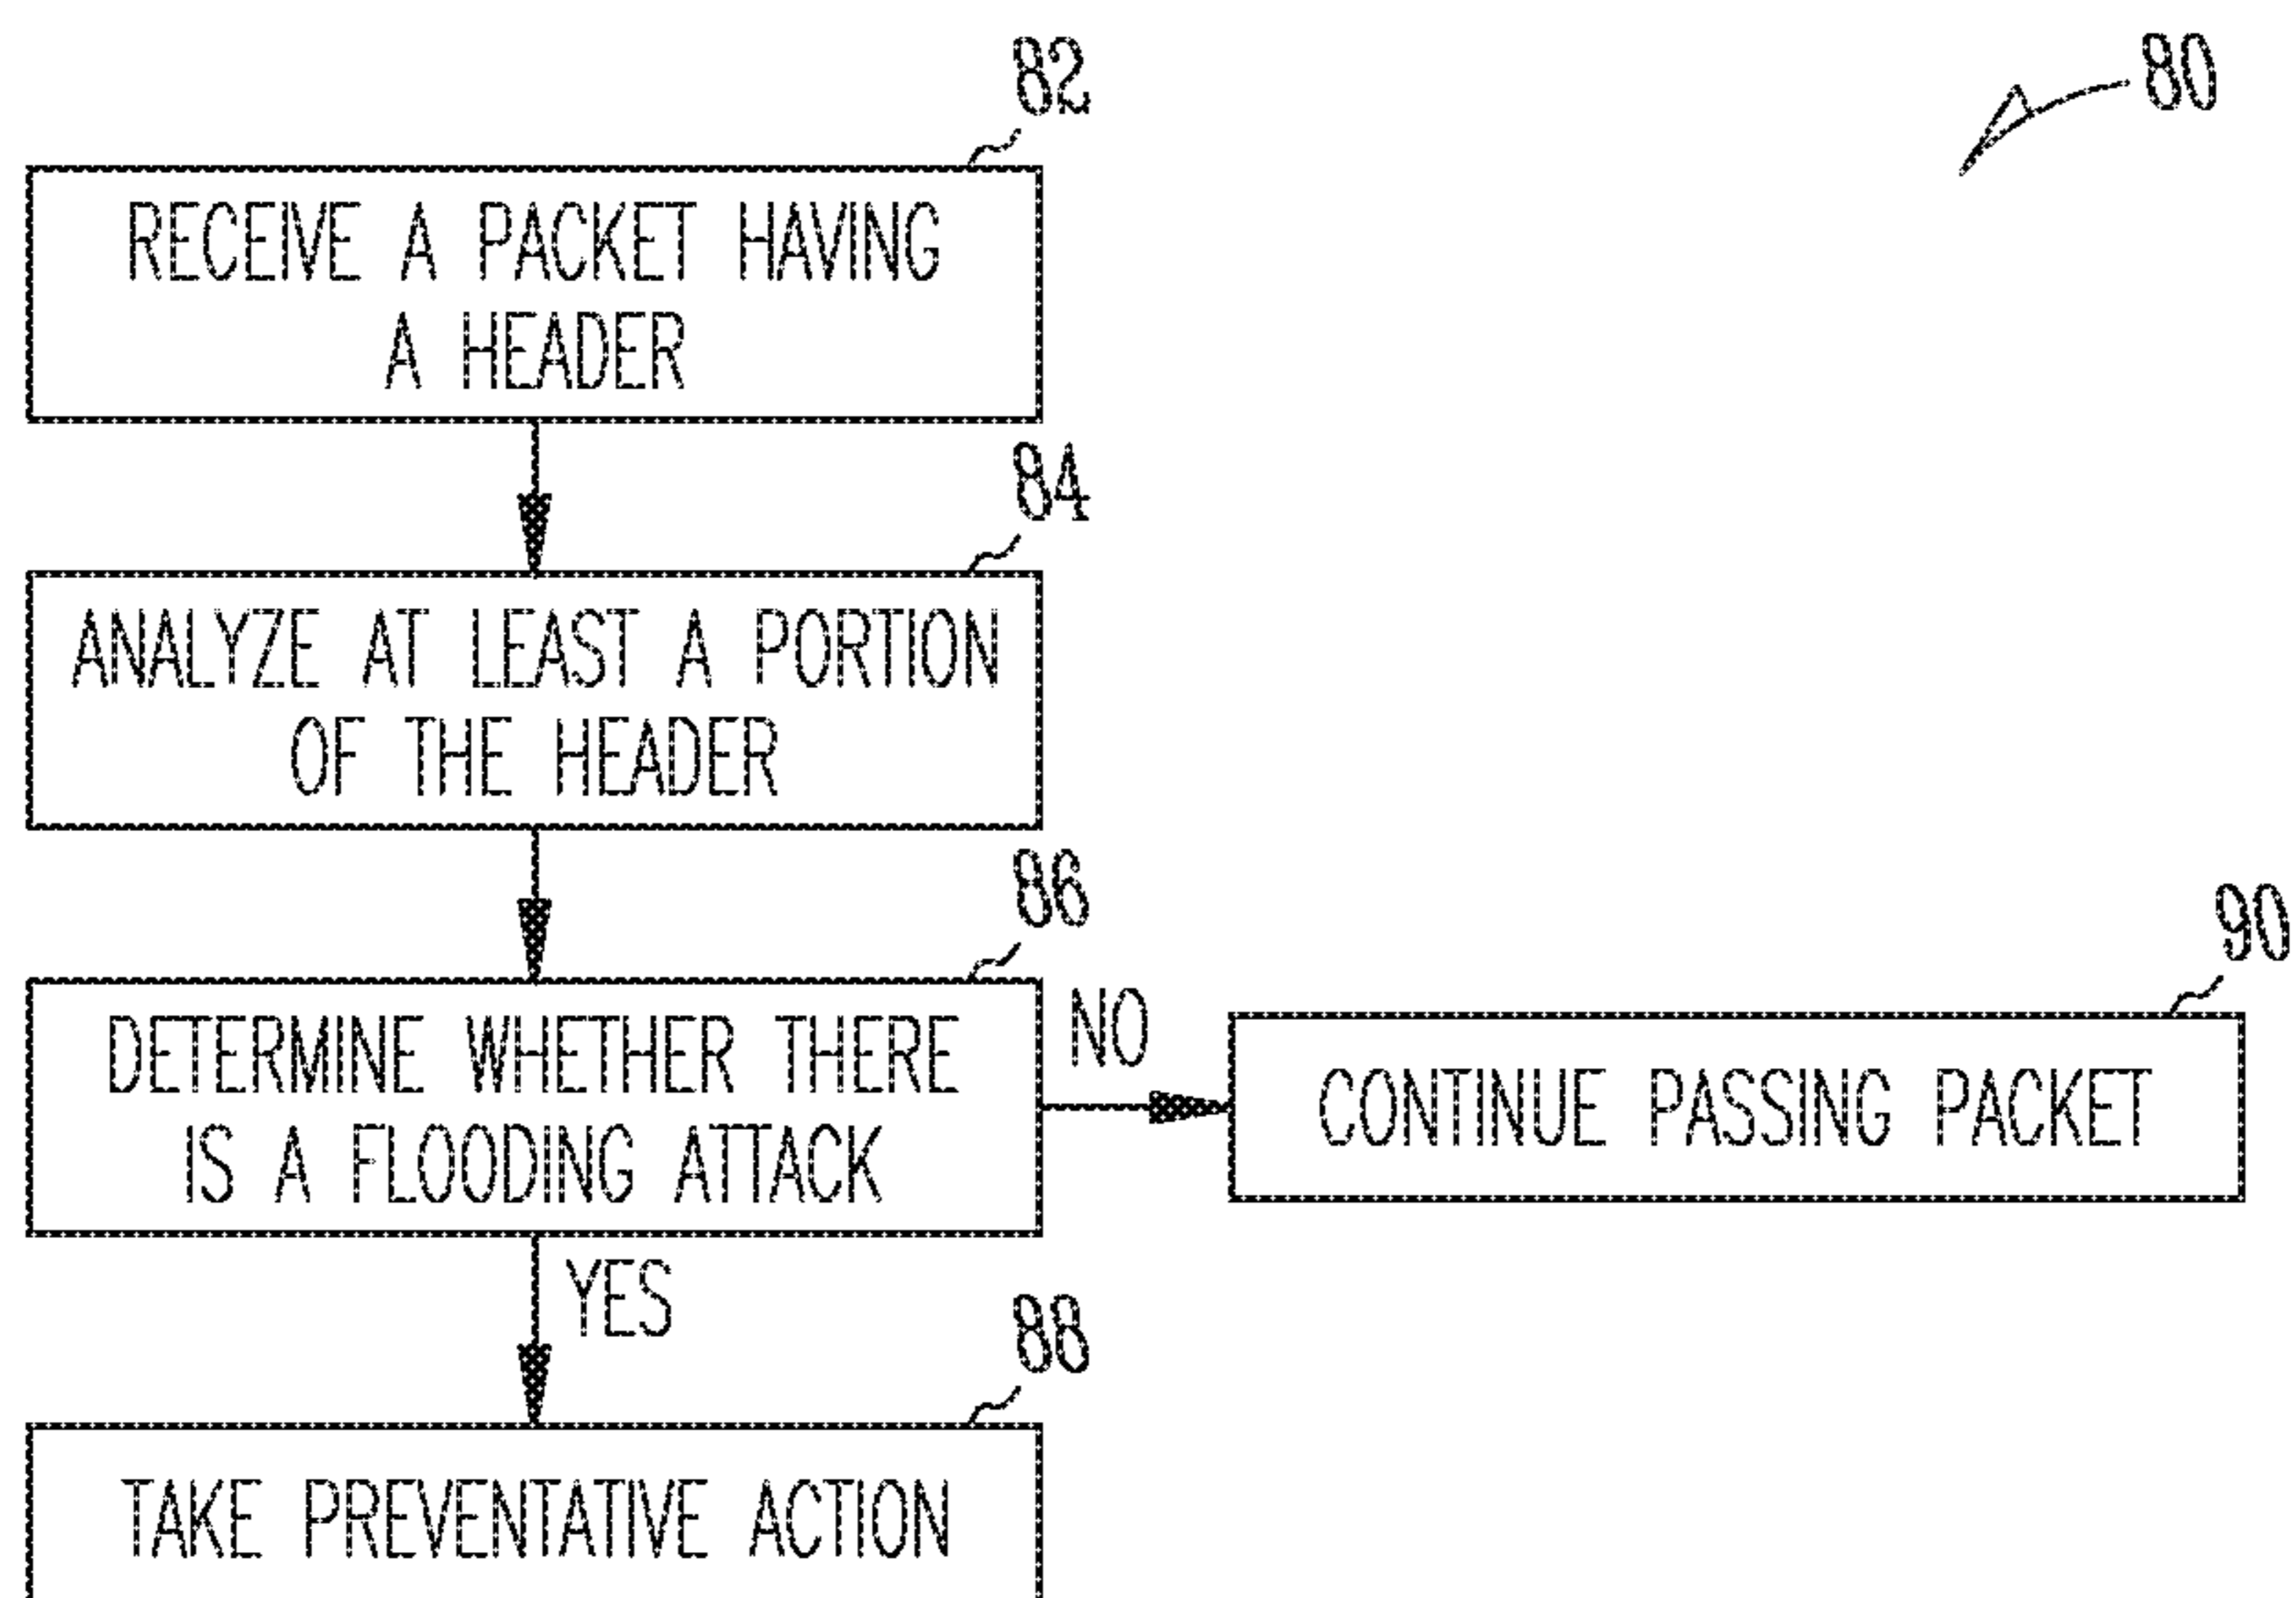 80
82
RECEIVE A PACKET HAVING
A HEADER
84
ANALYZE AT LEAST A PORTION
OF THE HEADER
86
DETERMINE WHETHER THERE
IS A FLOODING ATTACK
NO
90
CONTINUE PASSING PACKET
YES
88
TAKE PREVENTATIVE ACTION